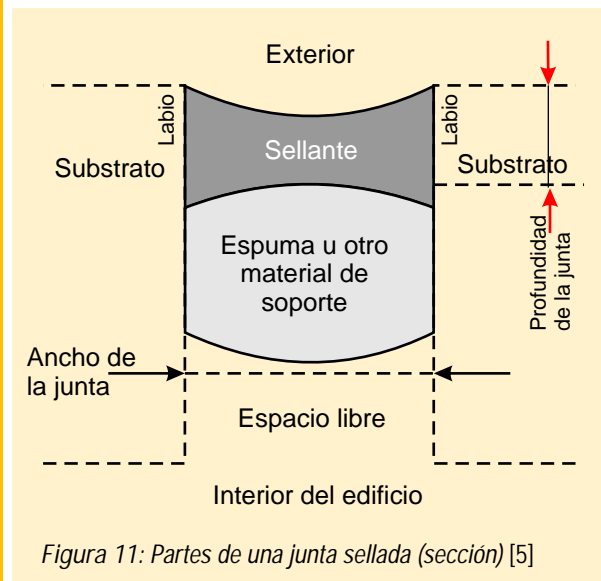 Exterior
Labio
Labio
Sellante
Substrato
Substrato
Espuma u otro
material de
soporte
Profundidad
de la junta
Ancho de
la junta
Espacio libre
Interior del edificio
Figura 11: Partes de una junta sellada (sección) [5]